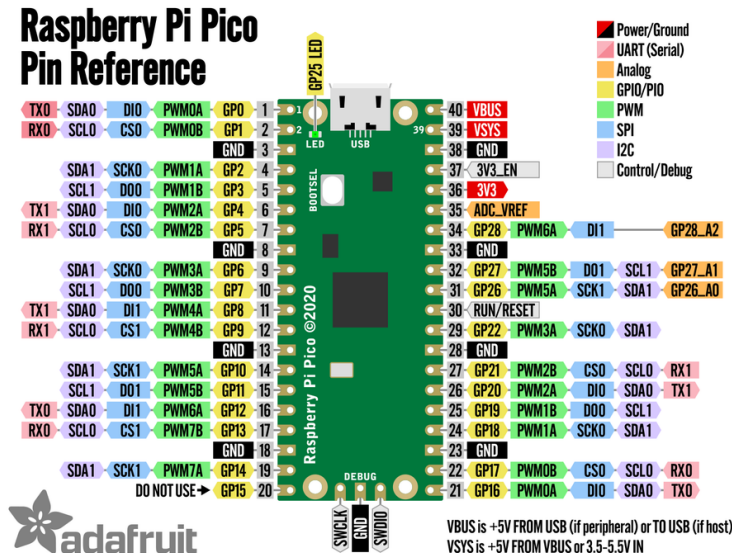 Raspberry Pi Pico
Pin Reference
GP25 LED
Power/Ground
UART (Serial)
Analog
GPIO/PIO
PWM
SPI
I2C
Control/Debug
TX0 SDA0 DI0 PWM0A GP0 1
RX0 SCL0 CS0 PWM0B GP1 2
GND 3
SDA1 SCK0 PWM1A GP2 4
SCL1 DO0 PWM1B GP3 5
TX1 SDA0 DI0 PWM2A GP4 6
RX1 SCL0 CS0 PWM2B GP5 7
GND 8
SDA1 SCK0 PWM3A GP6 9
SCL1 DO0 PWM3B GP7 10
TX1 SDA0 DI1 PWM4A GP8 11
RX1 SCL0 CS1 PWM4B GP9 12
GND 13
SDA1 SCK1 PWM5A GP10 14
SCL1 DO1 PWM5B GP11 15
TX0 SDA0 DI1 PWM6A GP12 16
RX0 SCL0 CS1 PWM7B GP13 17
GND 18
SDA1 SCK1 PWM7A GP14 19
DO NOT USE→ GP15 20
1
2
39
LED
USB
BOOTSEL
Raspberry Pi Pico ©2020
DEBUG
SWCLK
GND
SWDIO
40 VBUS
39 VSYS
38 GND
37 3V3_EN
36 3V3
35 ADC_VREF
34 GP28 PWM6A DI1 GP28_A2
33 GND
32 GP27 PWM5B DO1 SCL1 GP27_A1
31 GP26 PWM5A SCK1 SDA1 GP26_A0
30 RUN/RESET
29 GP22 PWM3A SCK0 SDA1
28 GND
27 GP21 PWM2B CS0 SCL0 RX1
26 GP20 PWM2A DI0 SDA0 TX1
25 GP19 PWM1B DO0 SCL1
24 GP18 PWM1A SCK0 SDA1
23 GND
22 GP17 PWM0B CS0 SCL0 RX0
21 GP16 PWM0A DI0 SDA0 TX0
adafruit
VBUS is +5V FROM USB (if peripheral) or TO USB (if host)
VSYS is +5V FROM VBUS or 3.5-5.5V IN